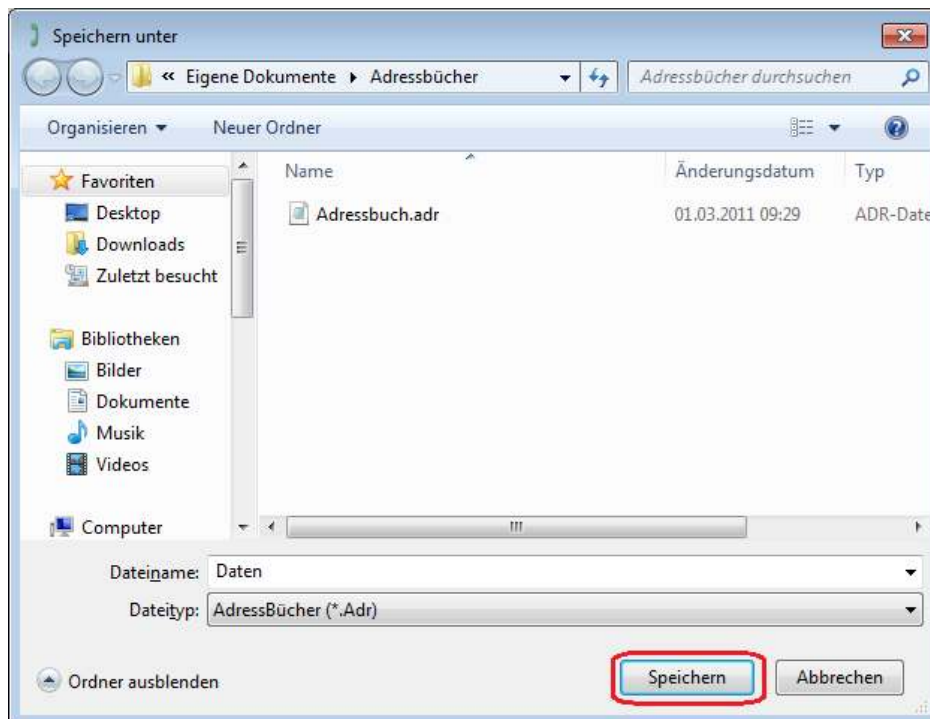 Speichern unter
« Eigene Dokumente Adressbücher Adressbücher durchsuchen
Organisieren Neuer Ordner
Name Änderungsdatum Typ
Adressbuch.adr 01.03.2011 09:29 ADR-Date
Favoriten
Desktop
Downloads
Zuletzt besucht
Bibliotheken
Bilder
Dokumente
Musik
Videos
Computer
Dateiname: Daten
Dateityp: AdressBücher (*.Adr)
Ordner ausblenden Speichern Abbrechen